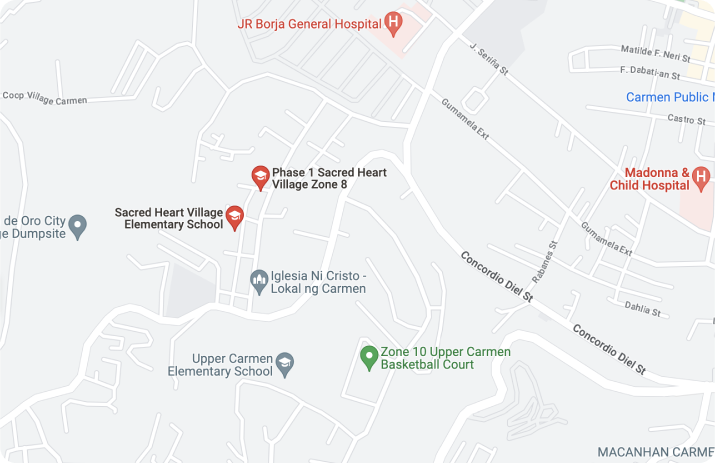 JR Borja General Hospital
J. Seriña St
Matilde F. Neri St
F. Dabatian St
Cocp Village Carmen
Carmen Public
Gumamela Ext
Castro St
Phase 1 Sacred Heart
Village Zone 8
Madonna &
Child Hospital
Sacred Heart Village
Elementary School
de Oro City
Dumpsite
Gumamela Ext
Rabanes St
Concordio Diel St
Iglesia Ni Cristo -
Lokal ng Carmen
Dahlia St
Concordio Diel St
Zone 10 Upper Carmen
Basketball Court
Upper Carmen
Elementary School
MACANHAN CARME